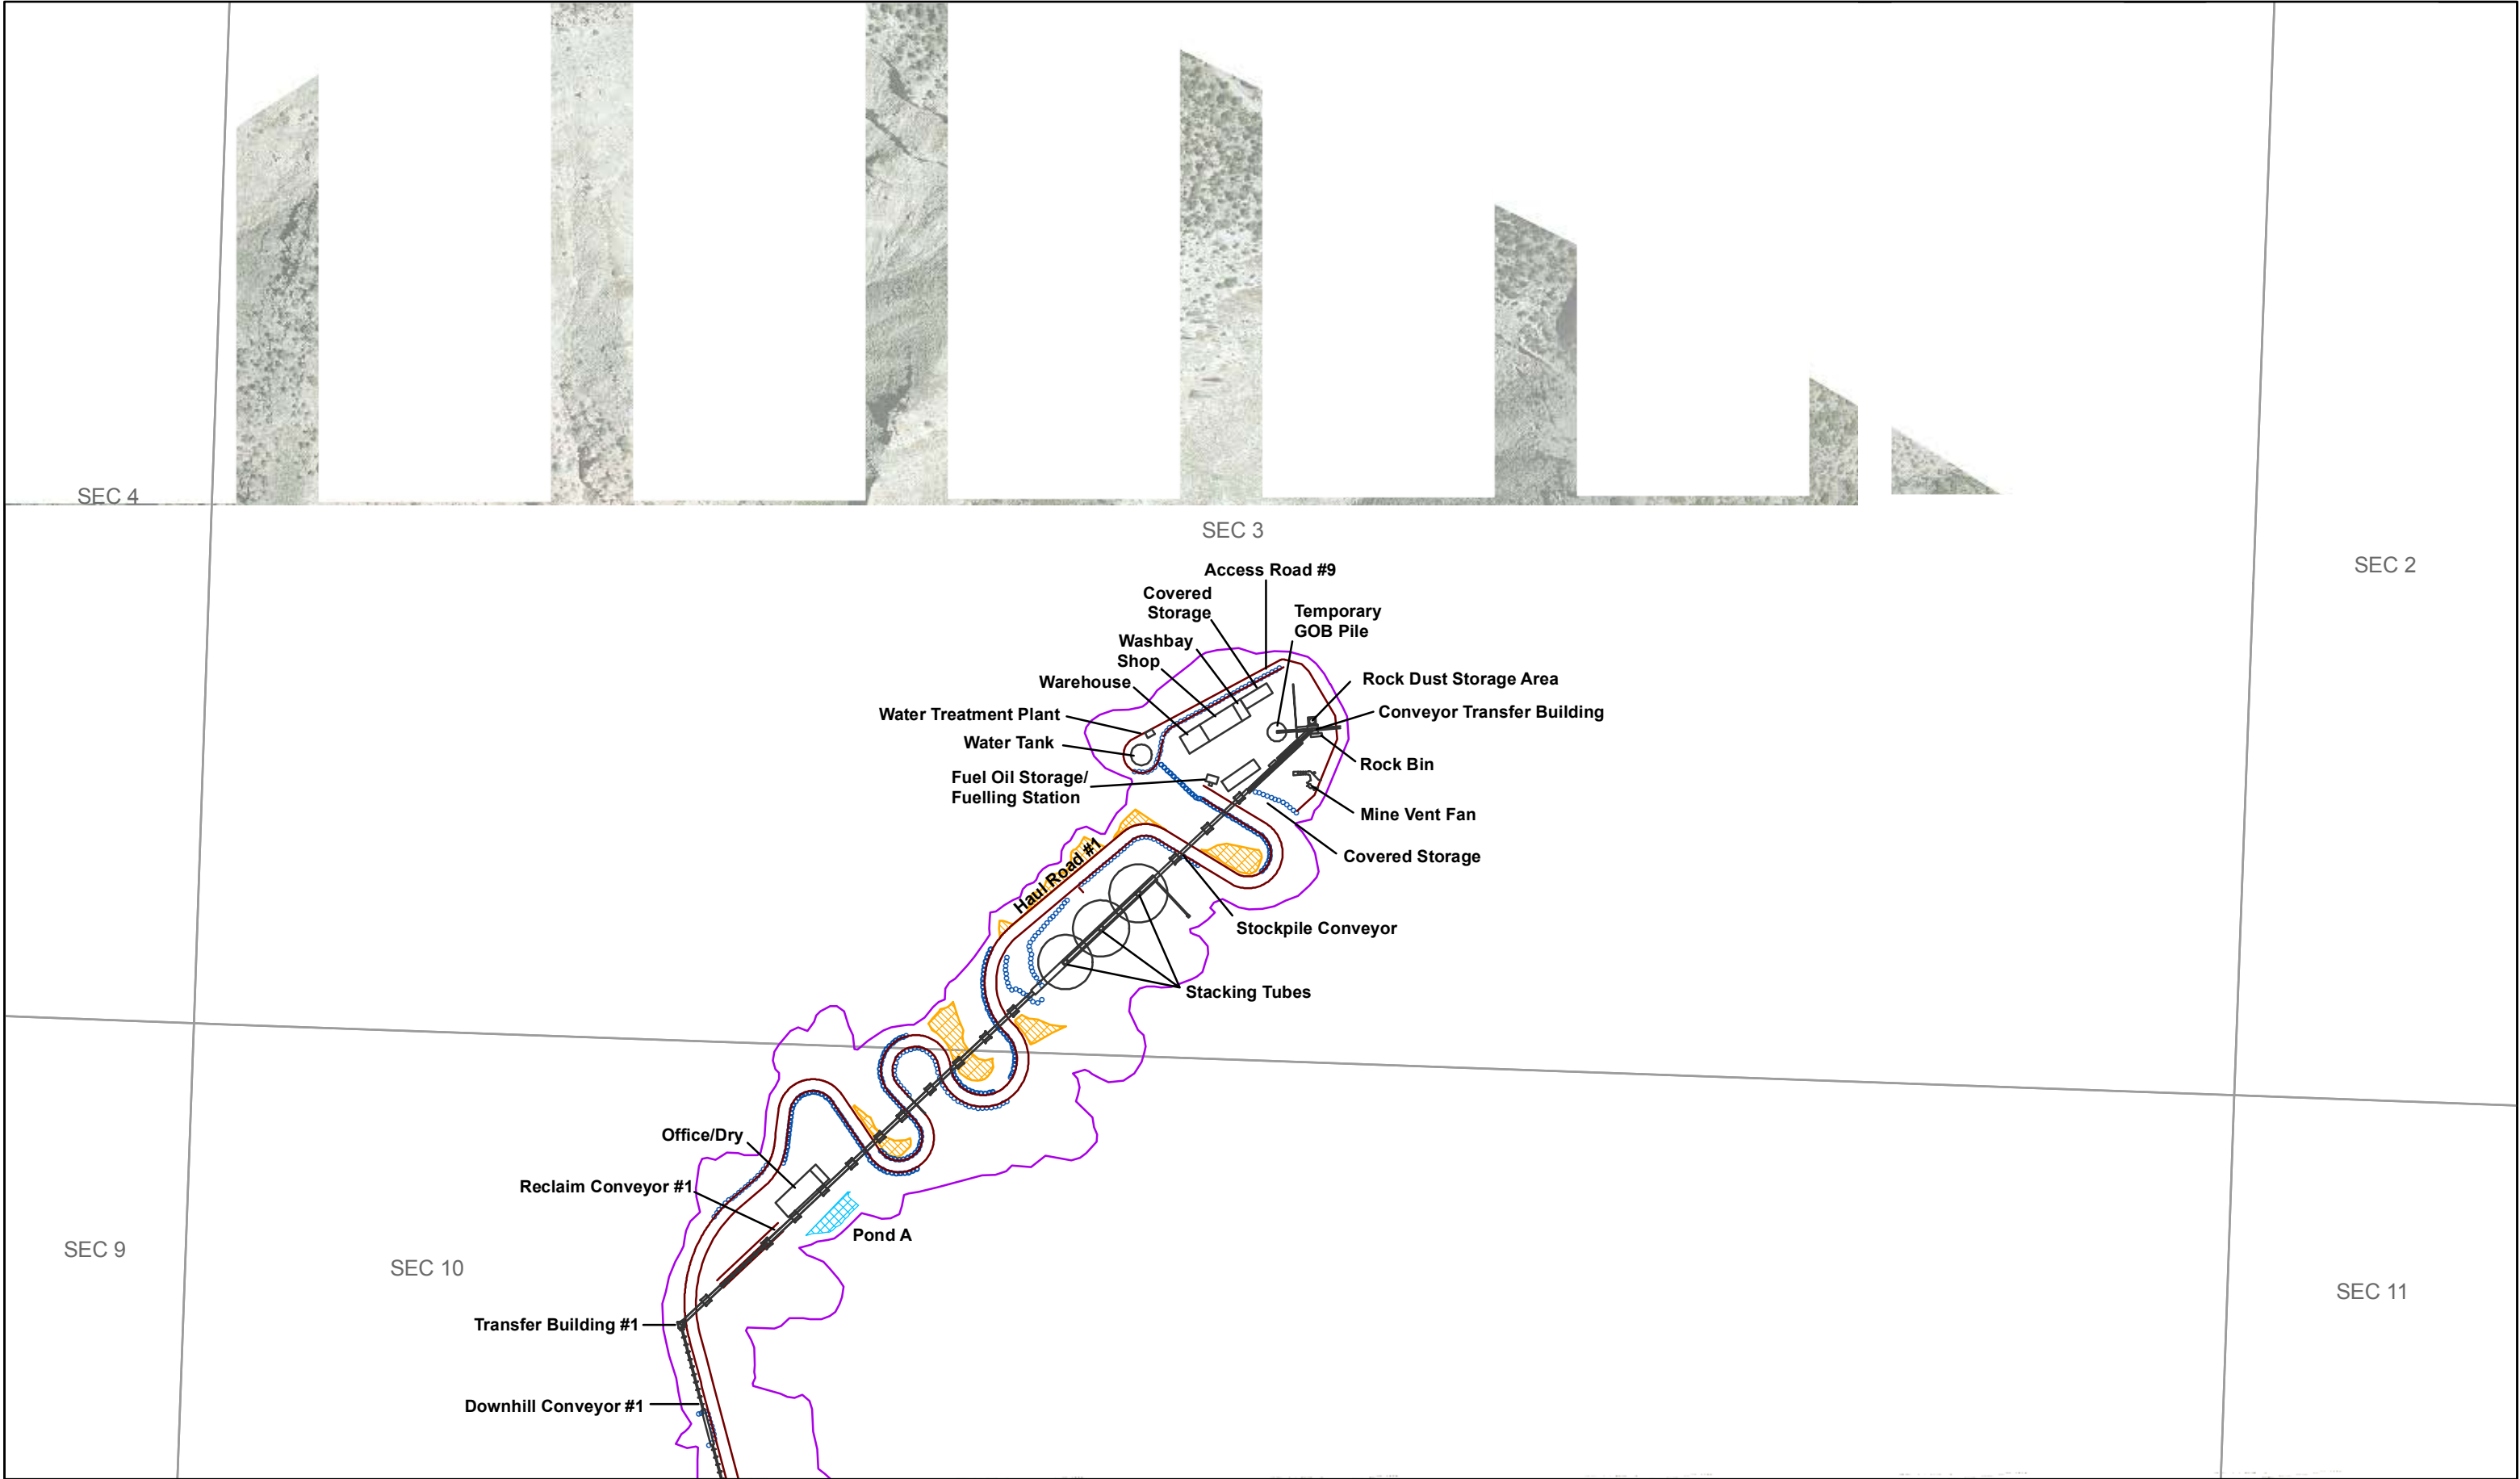 SEC 4
SEC 3
SEC 2
Access Road #9
Covered
Storage
Temporary
GOB Pile
Washbay
Shop
Warehouse
Rock Dust Storage Area
Water Treatment Plant
Conveyor Transfer Building
Water Tank
Rock Bin
Fuel Oil Storage/
Fuelling Station
Mine Vent Fan
Covered Storage
Haul Road #1
Stockpile Conveyor
Stacking Tubes
Office/Dry
Reclaim Conveyor #1
Pond A
SEC 9
SEC 10
SEC 11
Transfer Building #1
Downhill Conveyor #1